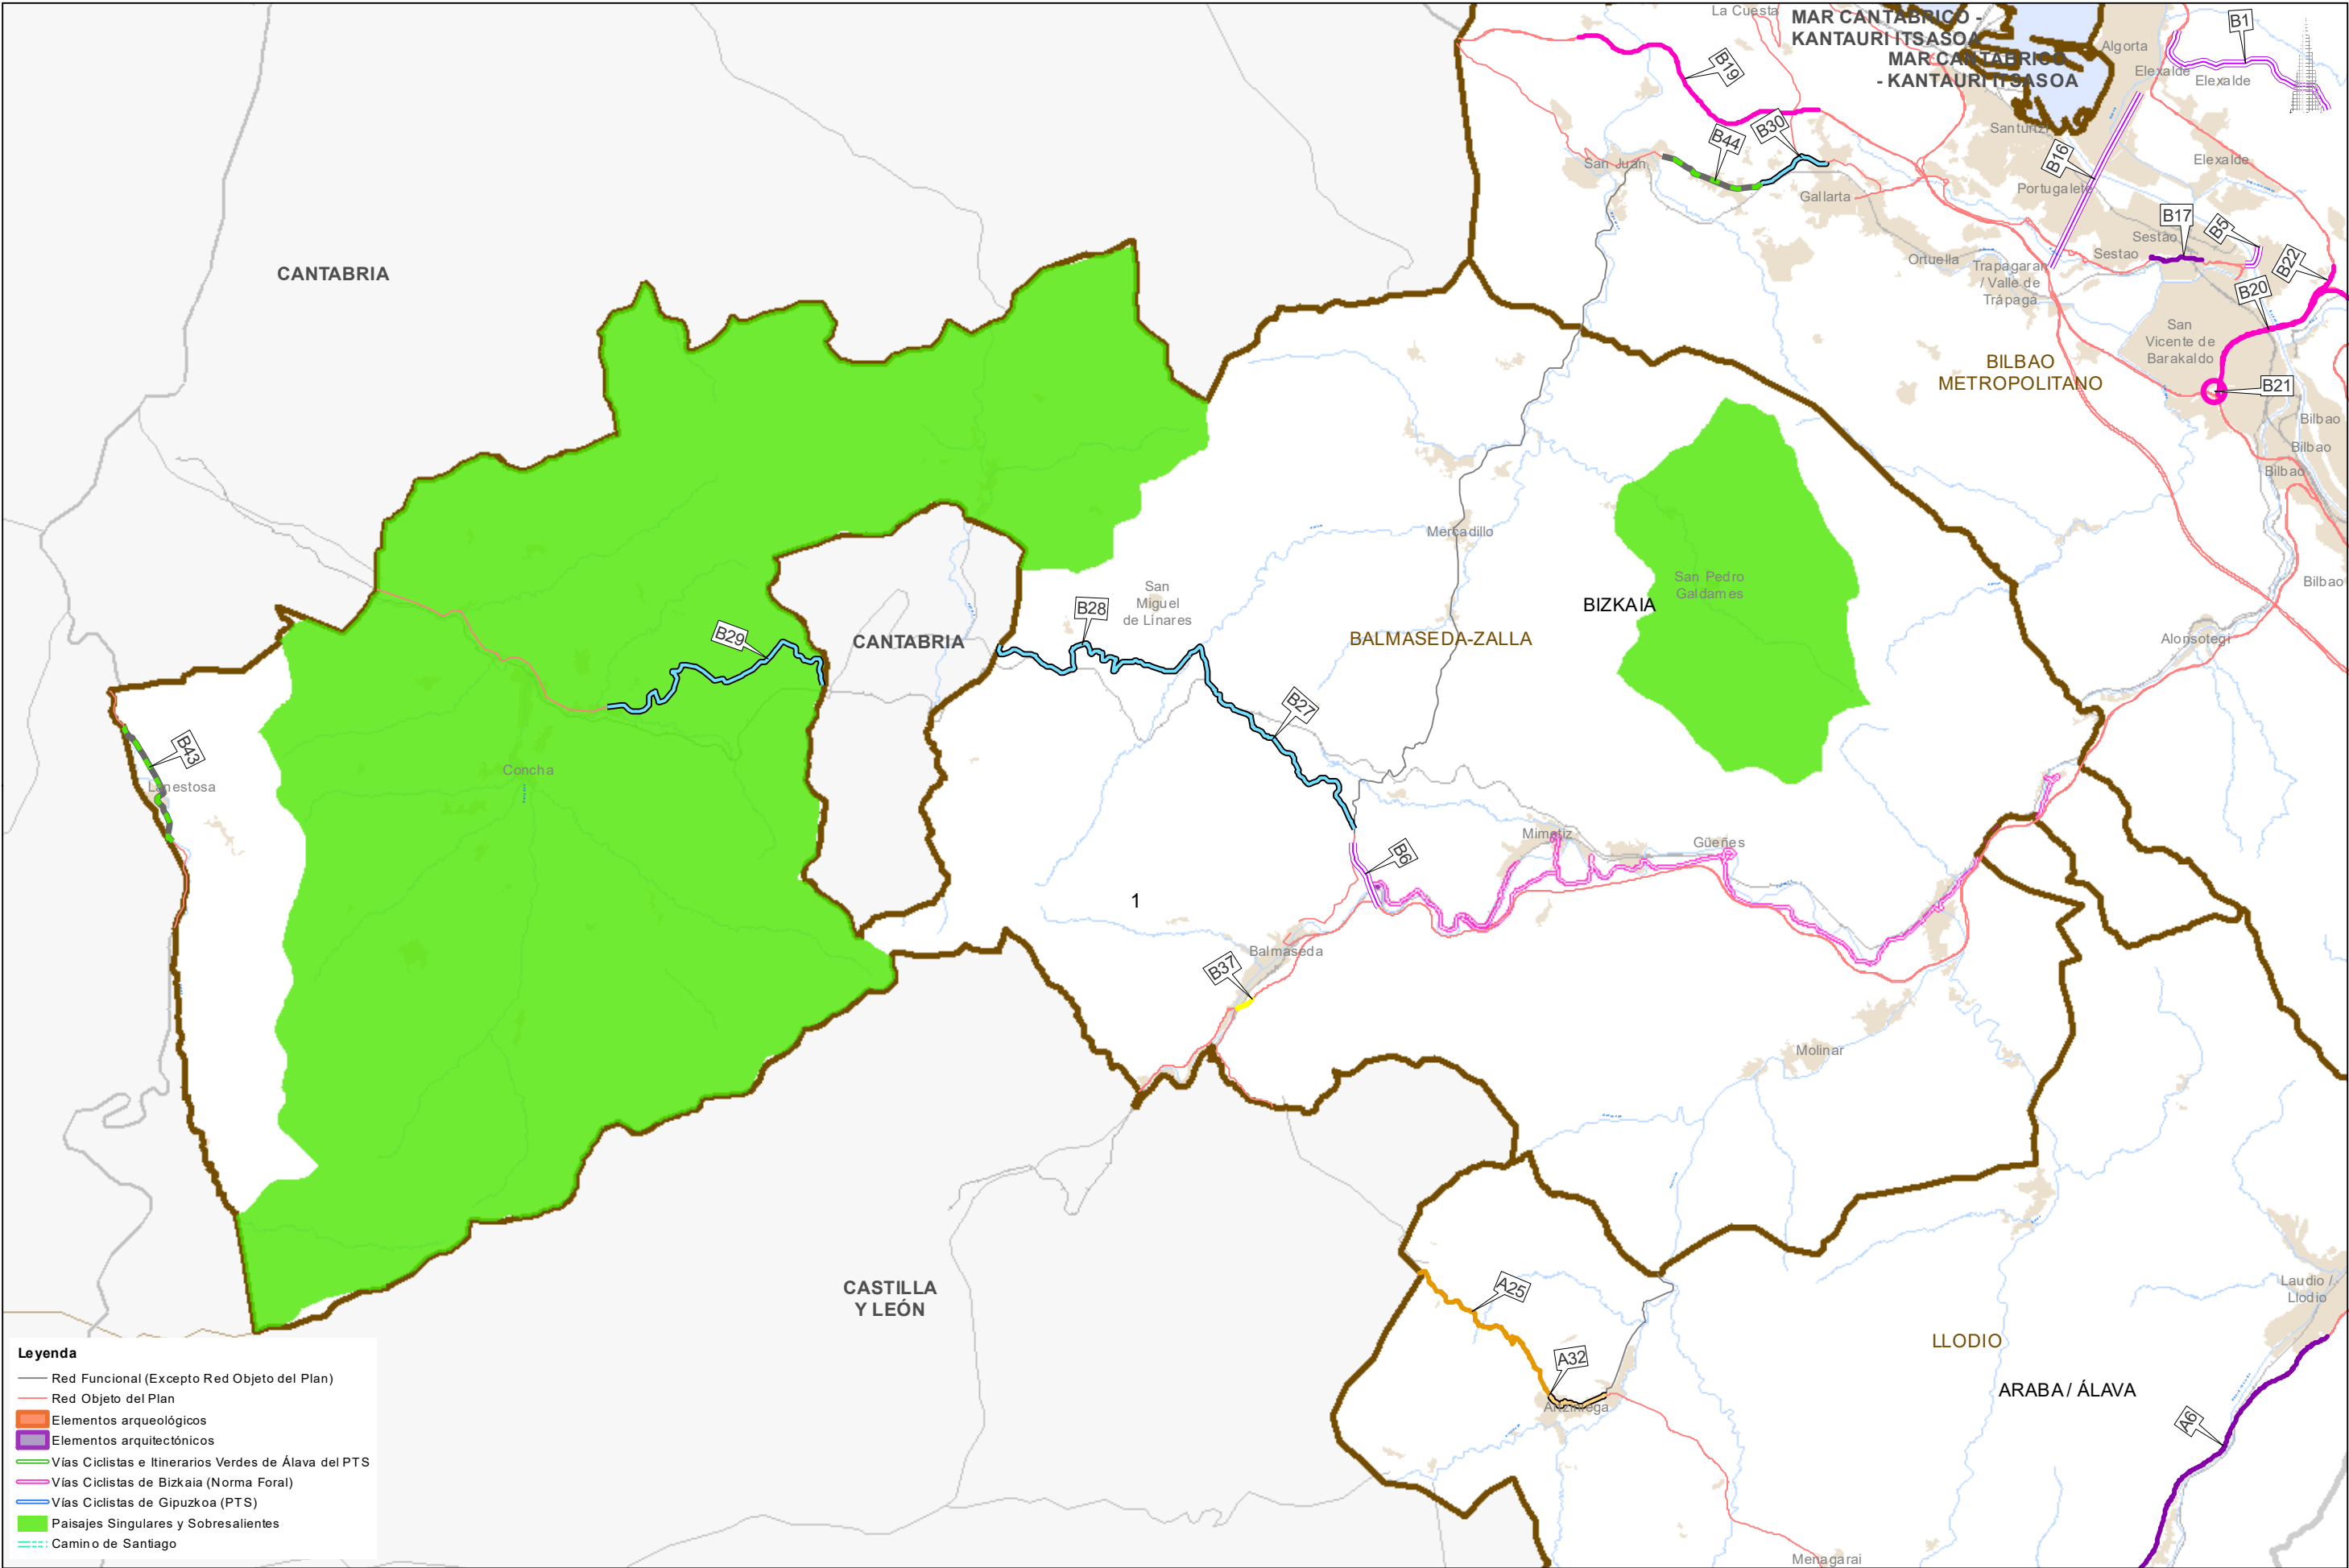 La Cuesta
MAR CANTÁBRICO -
KANTAURI ITSASOA
MAR CANTÁBRICO
- KANTAURI ITSASOA
Algorta
B1
Elexalde
Elexalde
B19
B44
B30
Santurtzi
B16
Elexalde
San Juan
Gallarta
Portugalete
B17
B5
Sestao
Sestao
B22
Ortuella
Trapagaran
/ Valle de
Trápaga
B20
CANTABRIA
San
Vicente de
Barakaldo
BILBAO
METROPOLITANO
B21
Bilbao
Bilbao
Bilbao
Mercadillo
San Pedro
Galdames
Bilbao
San
Miguel
de Linares
B28
BIZKAIA
B29
CANTABRIA
BALMASEDA-ZALLA
Alonsotegi
B27
B43
Concha
Lanestosa
Mimetiz
Güeñes
B6
1
Balmaseda
B37
Molinar
CASTILLA
Y LEÓN
A25
Laudio /
Llodio
LLODIO
A32
Artziniega
ARABA / ÁLAVA
A6
Menagarai
Leyenda
Red Funcional (Excepto Red Objeto del Plan)
Red Objeto del Plan
Elementos arqueológicos
Elementos arquitectónicos
Vías Ciclistas e Itinerarios Verdes de Álava del PTS
Vías Ciclistas de Bizkaia (Norma Foral)
Vías Ciclistas de Gipuzkoa (PTS)
Paisajes Singulares y Sobresalientes
Camino de Santiago